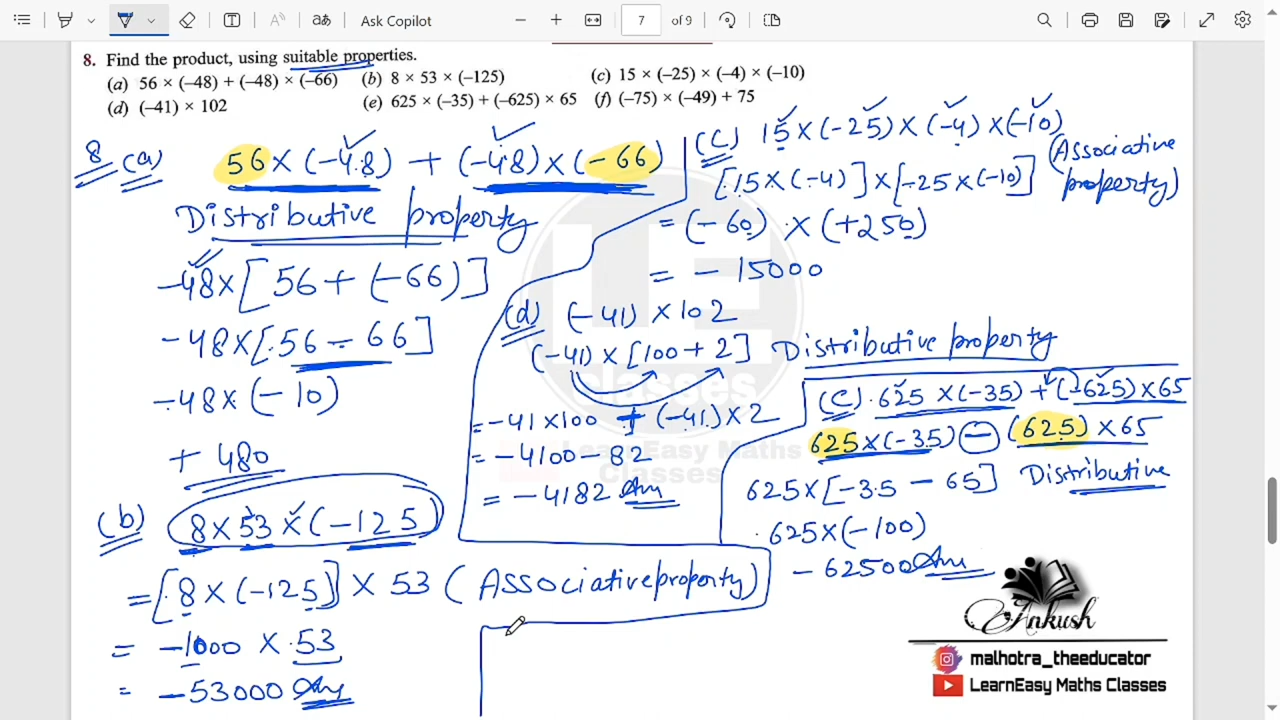 Ask Copilot
7 of 9
8. Find the product, using suitable properties.
(a) 56 × (–48) + (–48) × (–66) (b) 8 × 53 × (–125) (c) 15 × (–25) × (–4) × (–10)
(d) (–41) × 102 (e) 625 × (–35) + (–625) × 65 (f) (–75) × (–49) + 75
8 (a) 56 × (-48) + (-48) × (-66)
Distributive property
-48 × [56 + (-66)]
-48 × [56 - 66]
-48 × (-10)
+ 480
(b) 8 × 53 × (-125)
= [8 × (-125)] × 53 (Associative property)
= -1000 × 53
= -53000 Ans
(c) 15 × (-25) × (-4) × (-10)
[15 × (-4)] × [-25 × (-10)] (Associative property)
= (-60) × (+250)
= - 15000
(d) (-41) × 102
(-41) × [100 + 2] Distributive property
= -41 × 100 + (-41) × 2
= -4100 - 82
= -4182 Ans
(e) 625 × (-35) + (-625) × 65
625 × (-35) - (625) × 65
625 × [-35 - 65] Distributive
625 × (-100)
- 62500 Ans
LE
Classes
LearnEasy Maths
Classes
Ankush
malhotra_theeducator
LearnEasy Maths Classes